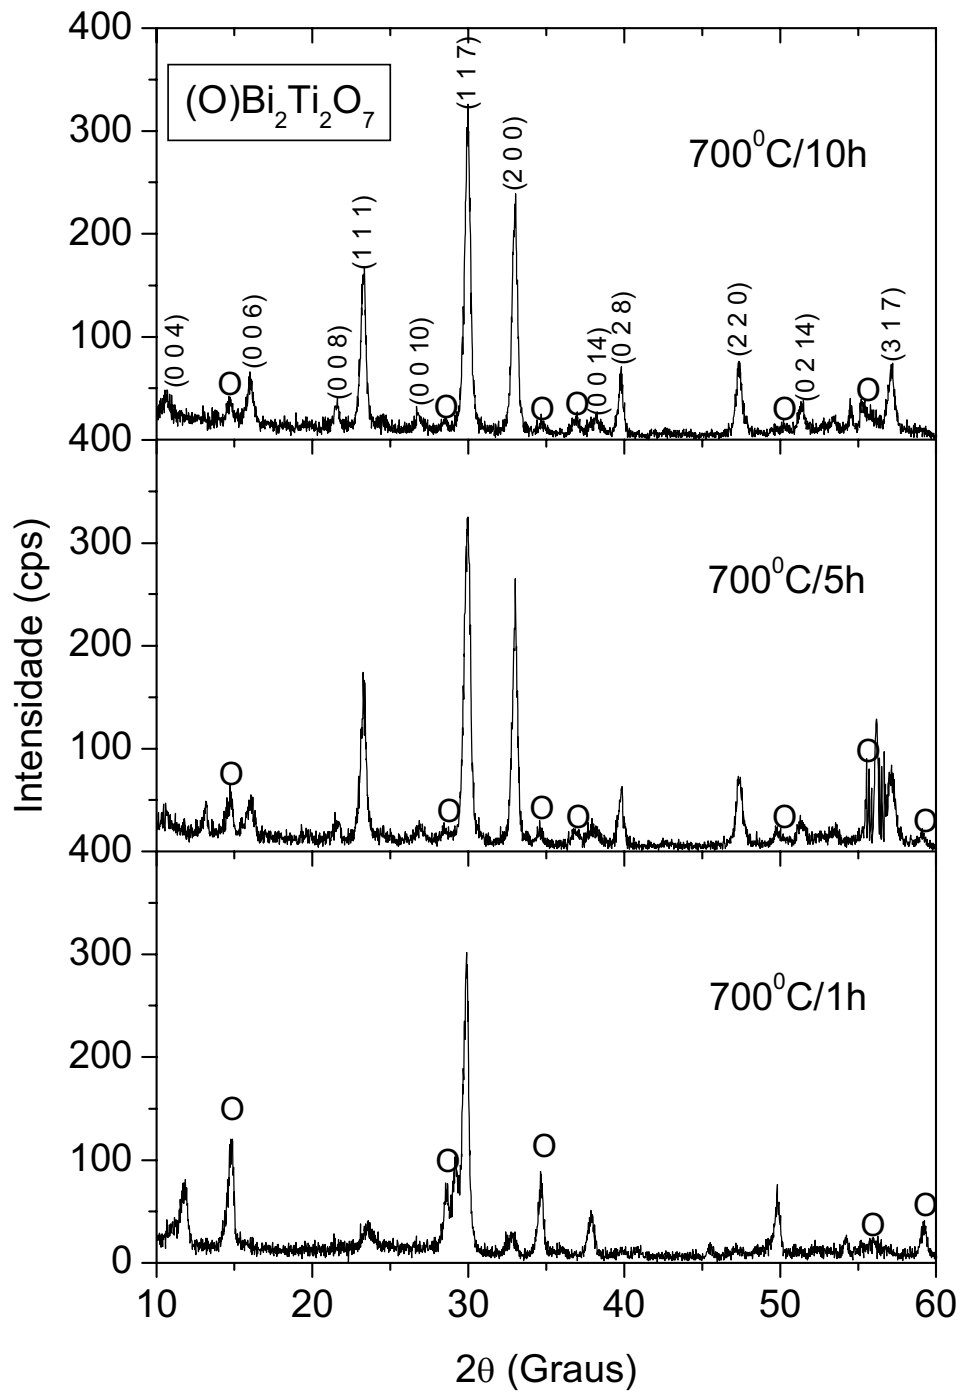 400
300
200
100
400
300
200
100
400
300
200
100
0
Intensidade (cps)
(O)Bi₂Ti₂O₇
700⁰C/10h
(0 0 4)
O
(0 0 6)
(0 0 8)
(1 1 1)
(0 0 10)
O
(1 1 7)
(2 0 0)
O
O
(0 0 14)
(0 2 8)
(2 2 0)
O
(0 2 14)
O
(3 1 7)
700⁰C/5h
O
O
O
O
O
O
O
700⁰C/1h
O
O
O
O
O
10 20 30 40 50 60
2θ (Graus)